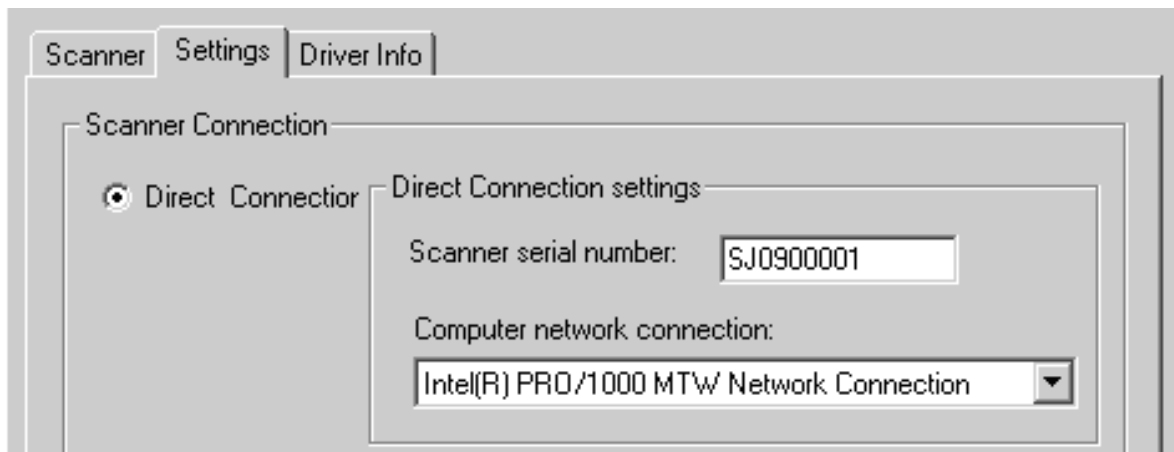 Scanner Settings Driver Info
Scanner Connection
Direct Connection
Direct Connection settings
Scanner serial number: SJ0900001
Computer network connection:
Intel(R) PRO/1000 MTW Network Connection